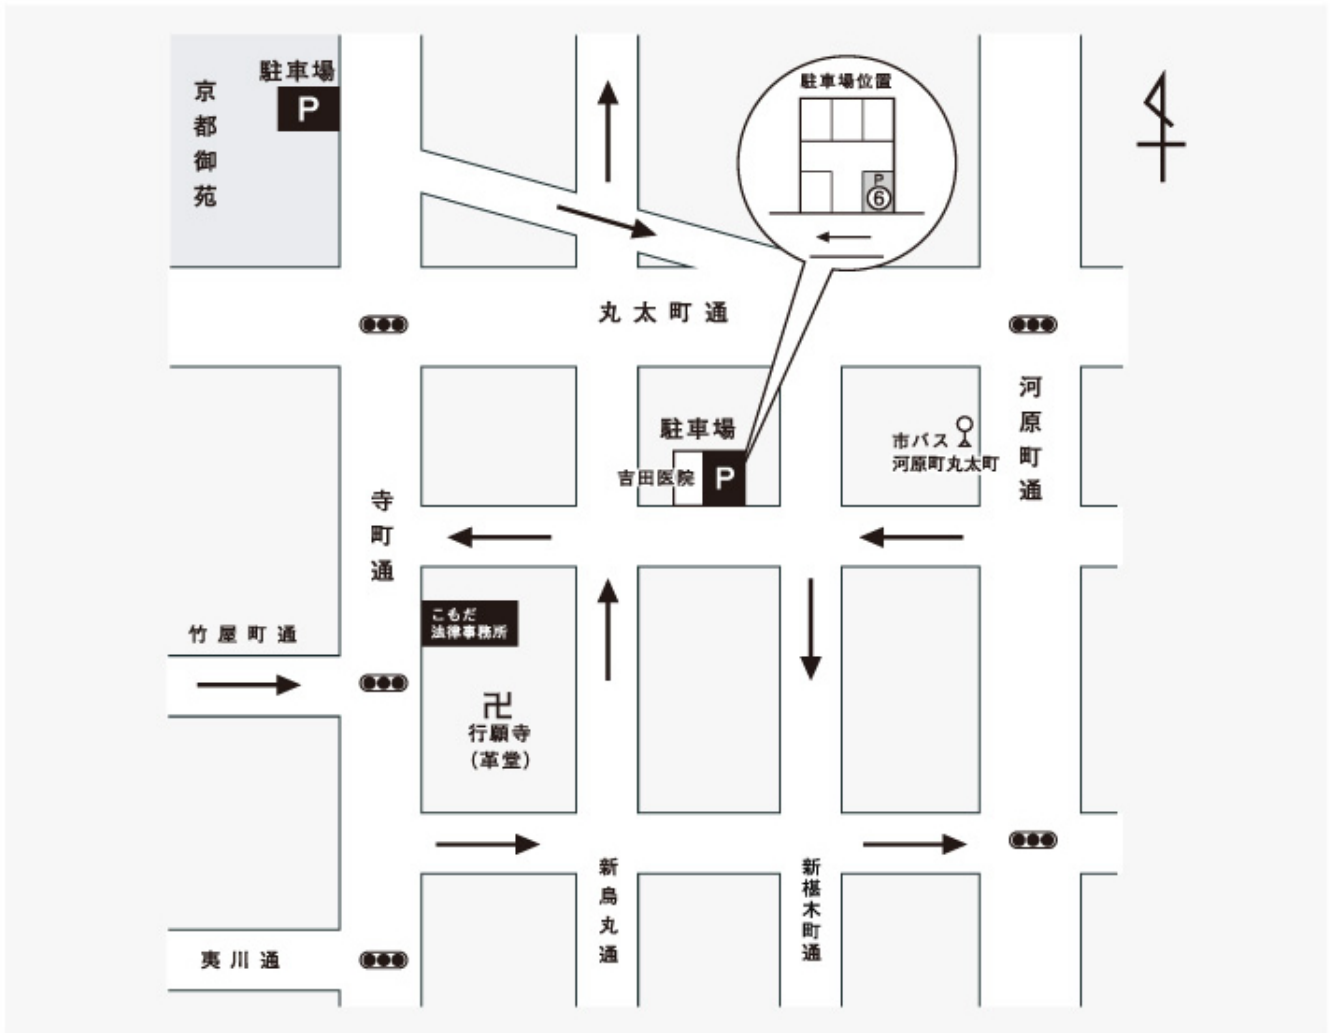 駐車場
P
京都御苑
駐車場位置
P
⑥
丸太町通
河原町通
駐車場
吉田医院
P
市バス
河原町丸太町
寺町通
こもだ
法律事務所
竹屋町通
卍
行願寺
(革堂)
新烏丸通
新椹木町通
夷川通